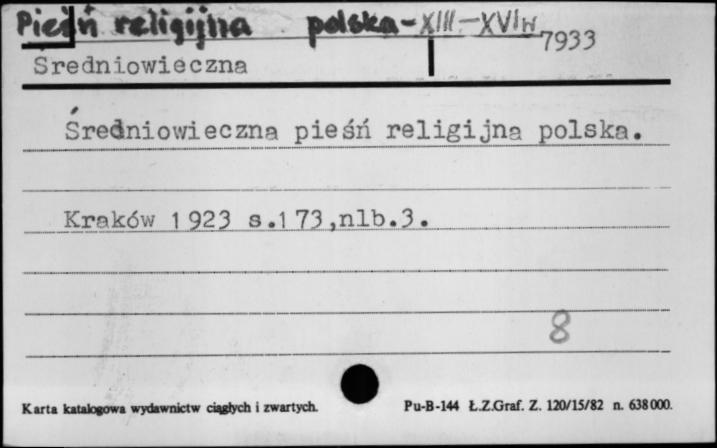 Pieśń religijna polska-XIII-XVIw
7933
Sredniowieczna
Średniowieczna pieśń religijna polska.
Kraków 1923 s.173,nlb.3.
8
Karta katalogowa wydawnictw ciągłych i zwartych.
Pu-B-144 Ł.Z.Graf. Z. 120/15/82 n. 638000.